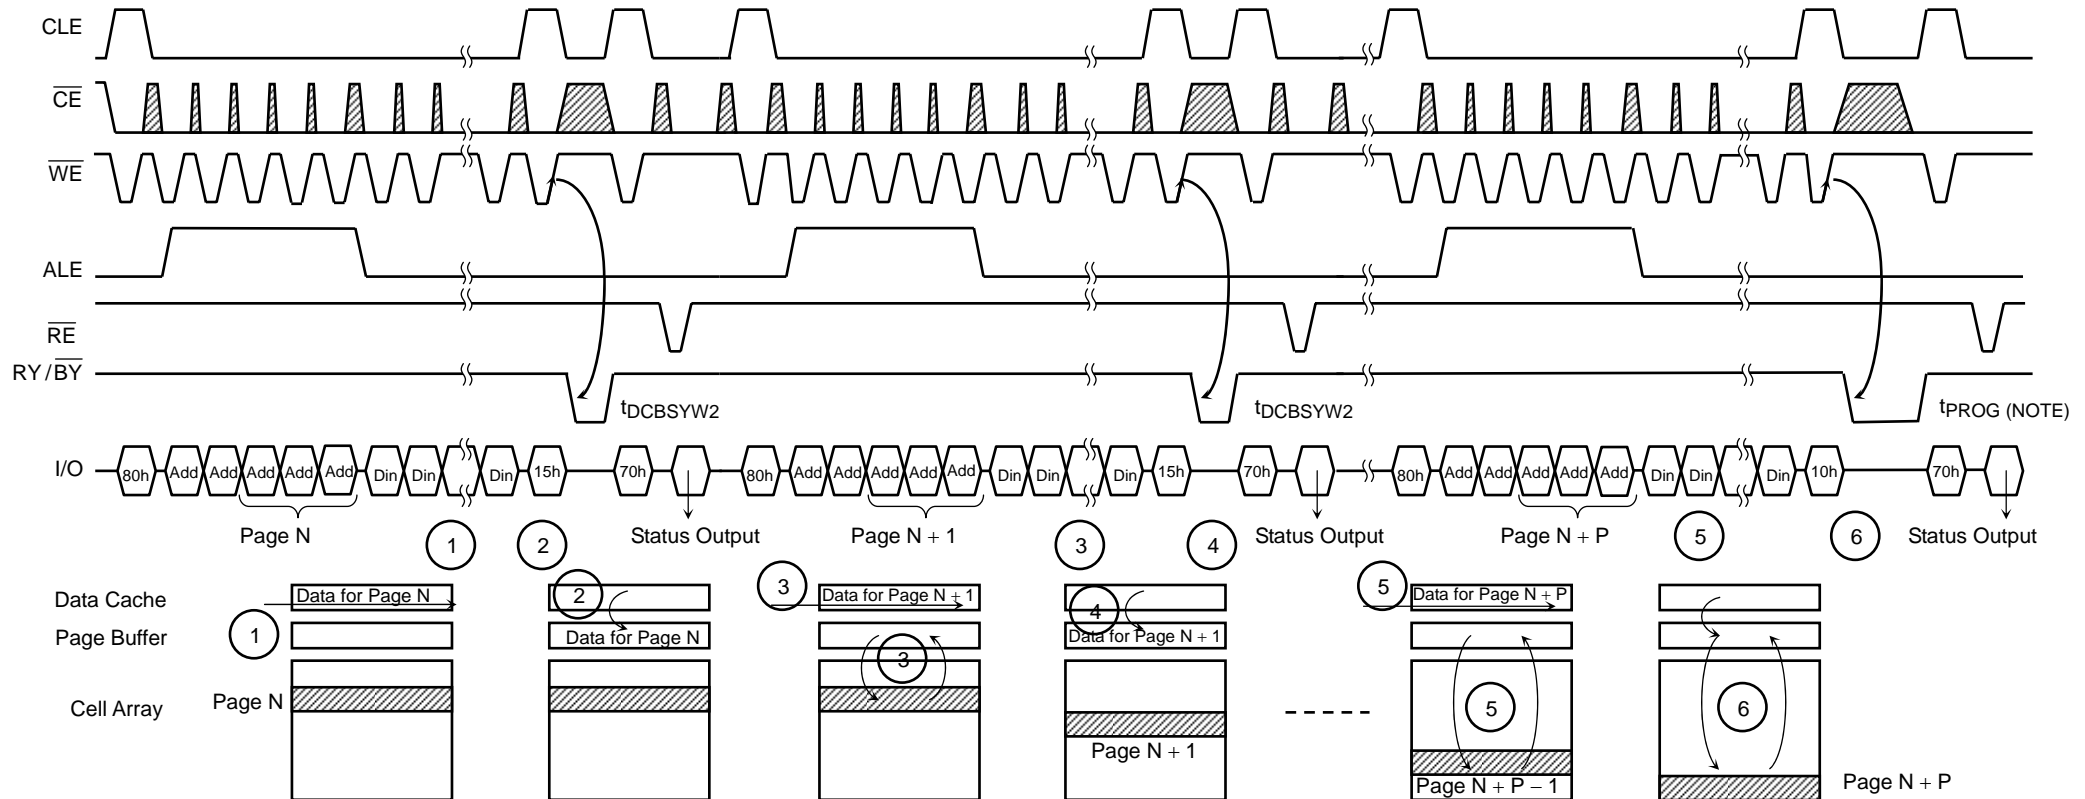 CLE
CE
WE
ALE
RE
RY/BY
tDCBSYW2 tDCBSYW2 tPROG (NOTE)
I/O 80h Add Add Add Add Add Din Din Din 15h 70h 80h Add Add Add Add Add Din Din Din 15h 70h 80h Add Add Add Add Add Din Din Din 10h 70h
Page N 1 2 Status Output Page N + 1 3 4 Status Output Page N + P 5 6 Status Output
Data Cache Data for Page N 2 3 Data for Page N + 1 4 5 Data for Page N + P
Page Buffer 1 Data for Page N 3 Data for Page N + 1
Cell Array Page N 5 6
Page N + 1
Page N + P − 1 Page N + P